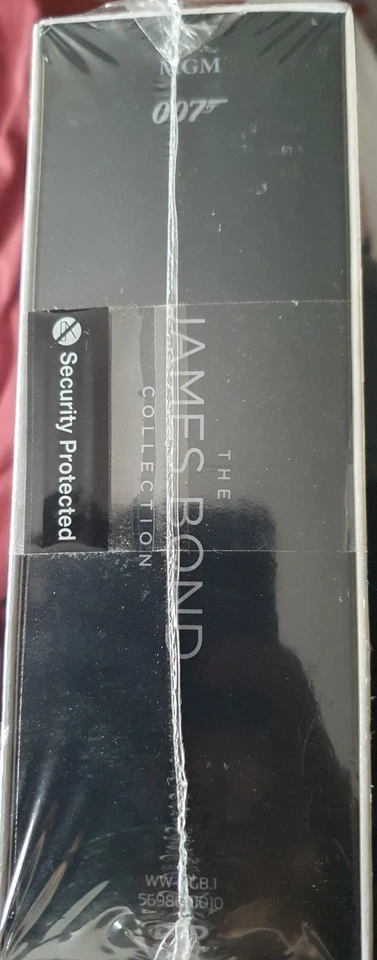 MGM
007
THE
JAMES BOND
COLLECTION
Security Protected